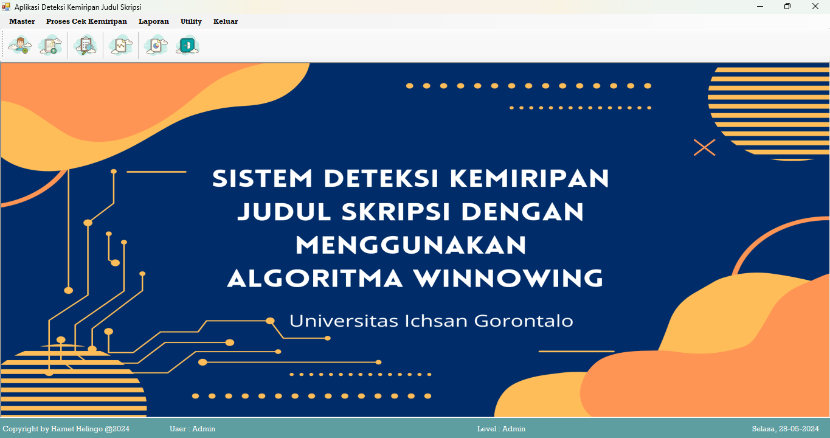 Aplikasi Deteksi Kemiripan Judul Skripsi
Master Proses Cek Kemiripan Laporan Utility Keluar
SISTEM DETEKSI KEMIRIPAN
JUDUL SKRIPSI DENGAN
MENGGUNAKAN
ALGORITMA WINNOWING
Universitas Ichsan Gorontalo
Copyright by Hamet Helingo @2024 User : Admin Level : Admin Selasa, 28-05-2024